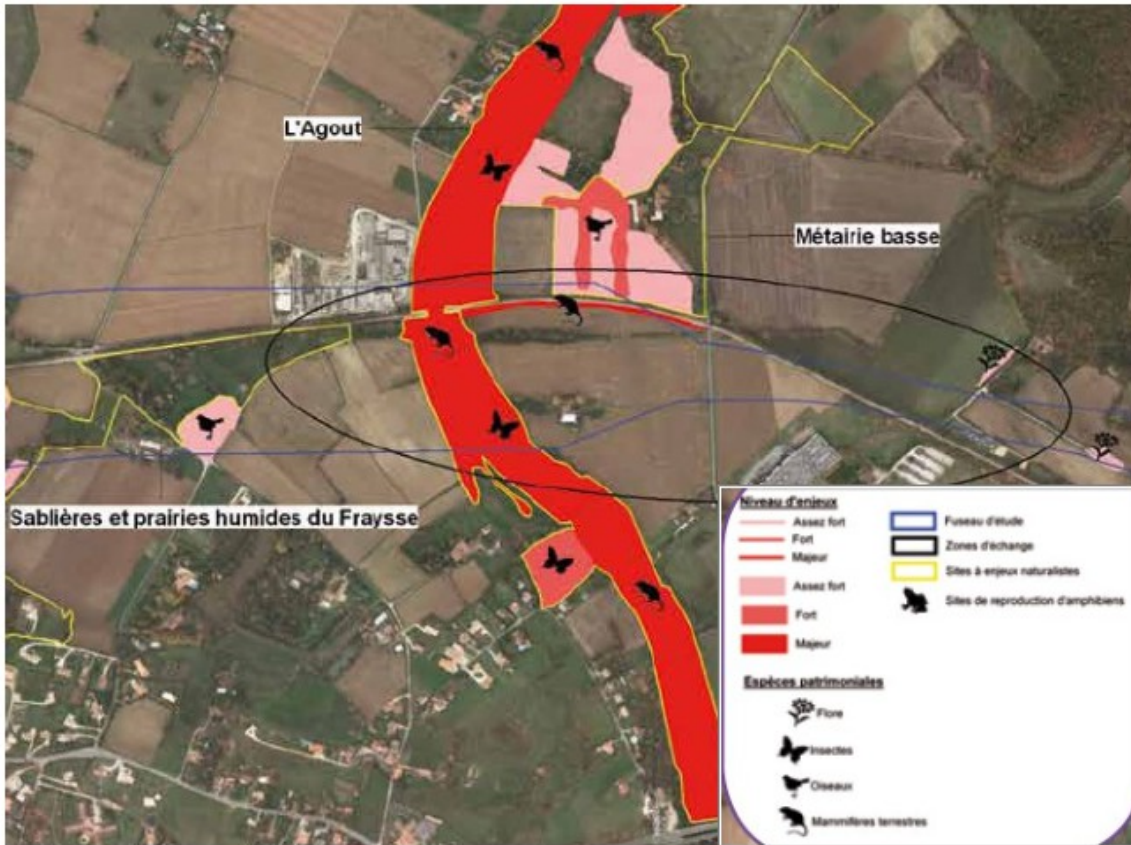 L'Agout
Métairie basse
Sablières et prairies humides du Fraysse
Niveau d'enjeux
Assez fort
Fort
Majeur
Assez fort
Fort
Majeur
Fuseau d'étude
Zones d'échange
Sites à enjeux naturalistes
Sites de reproduction d'amphibiens
Espèces patrimoniales
Flore
Insectes
Oiseaux
Mammifères terrestres